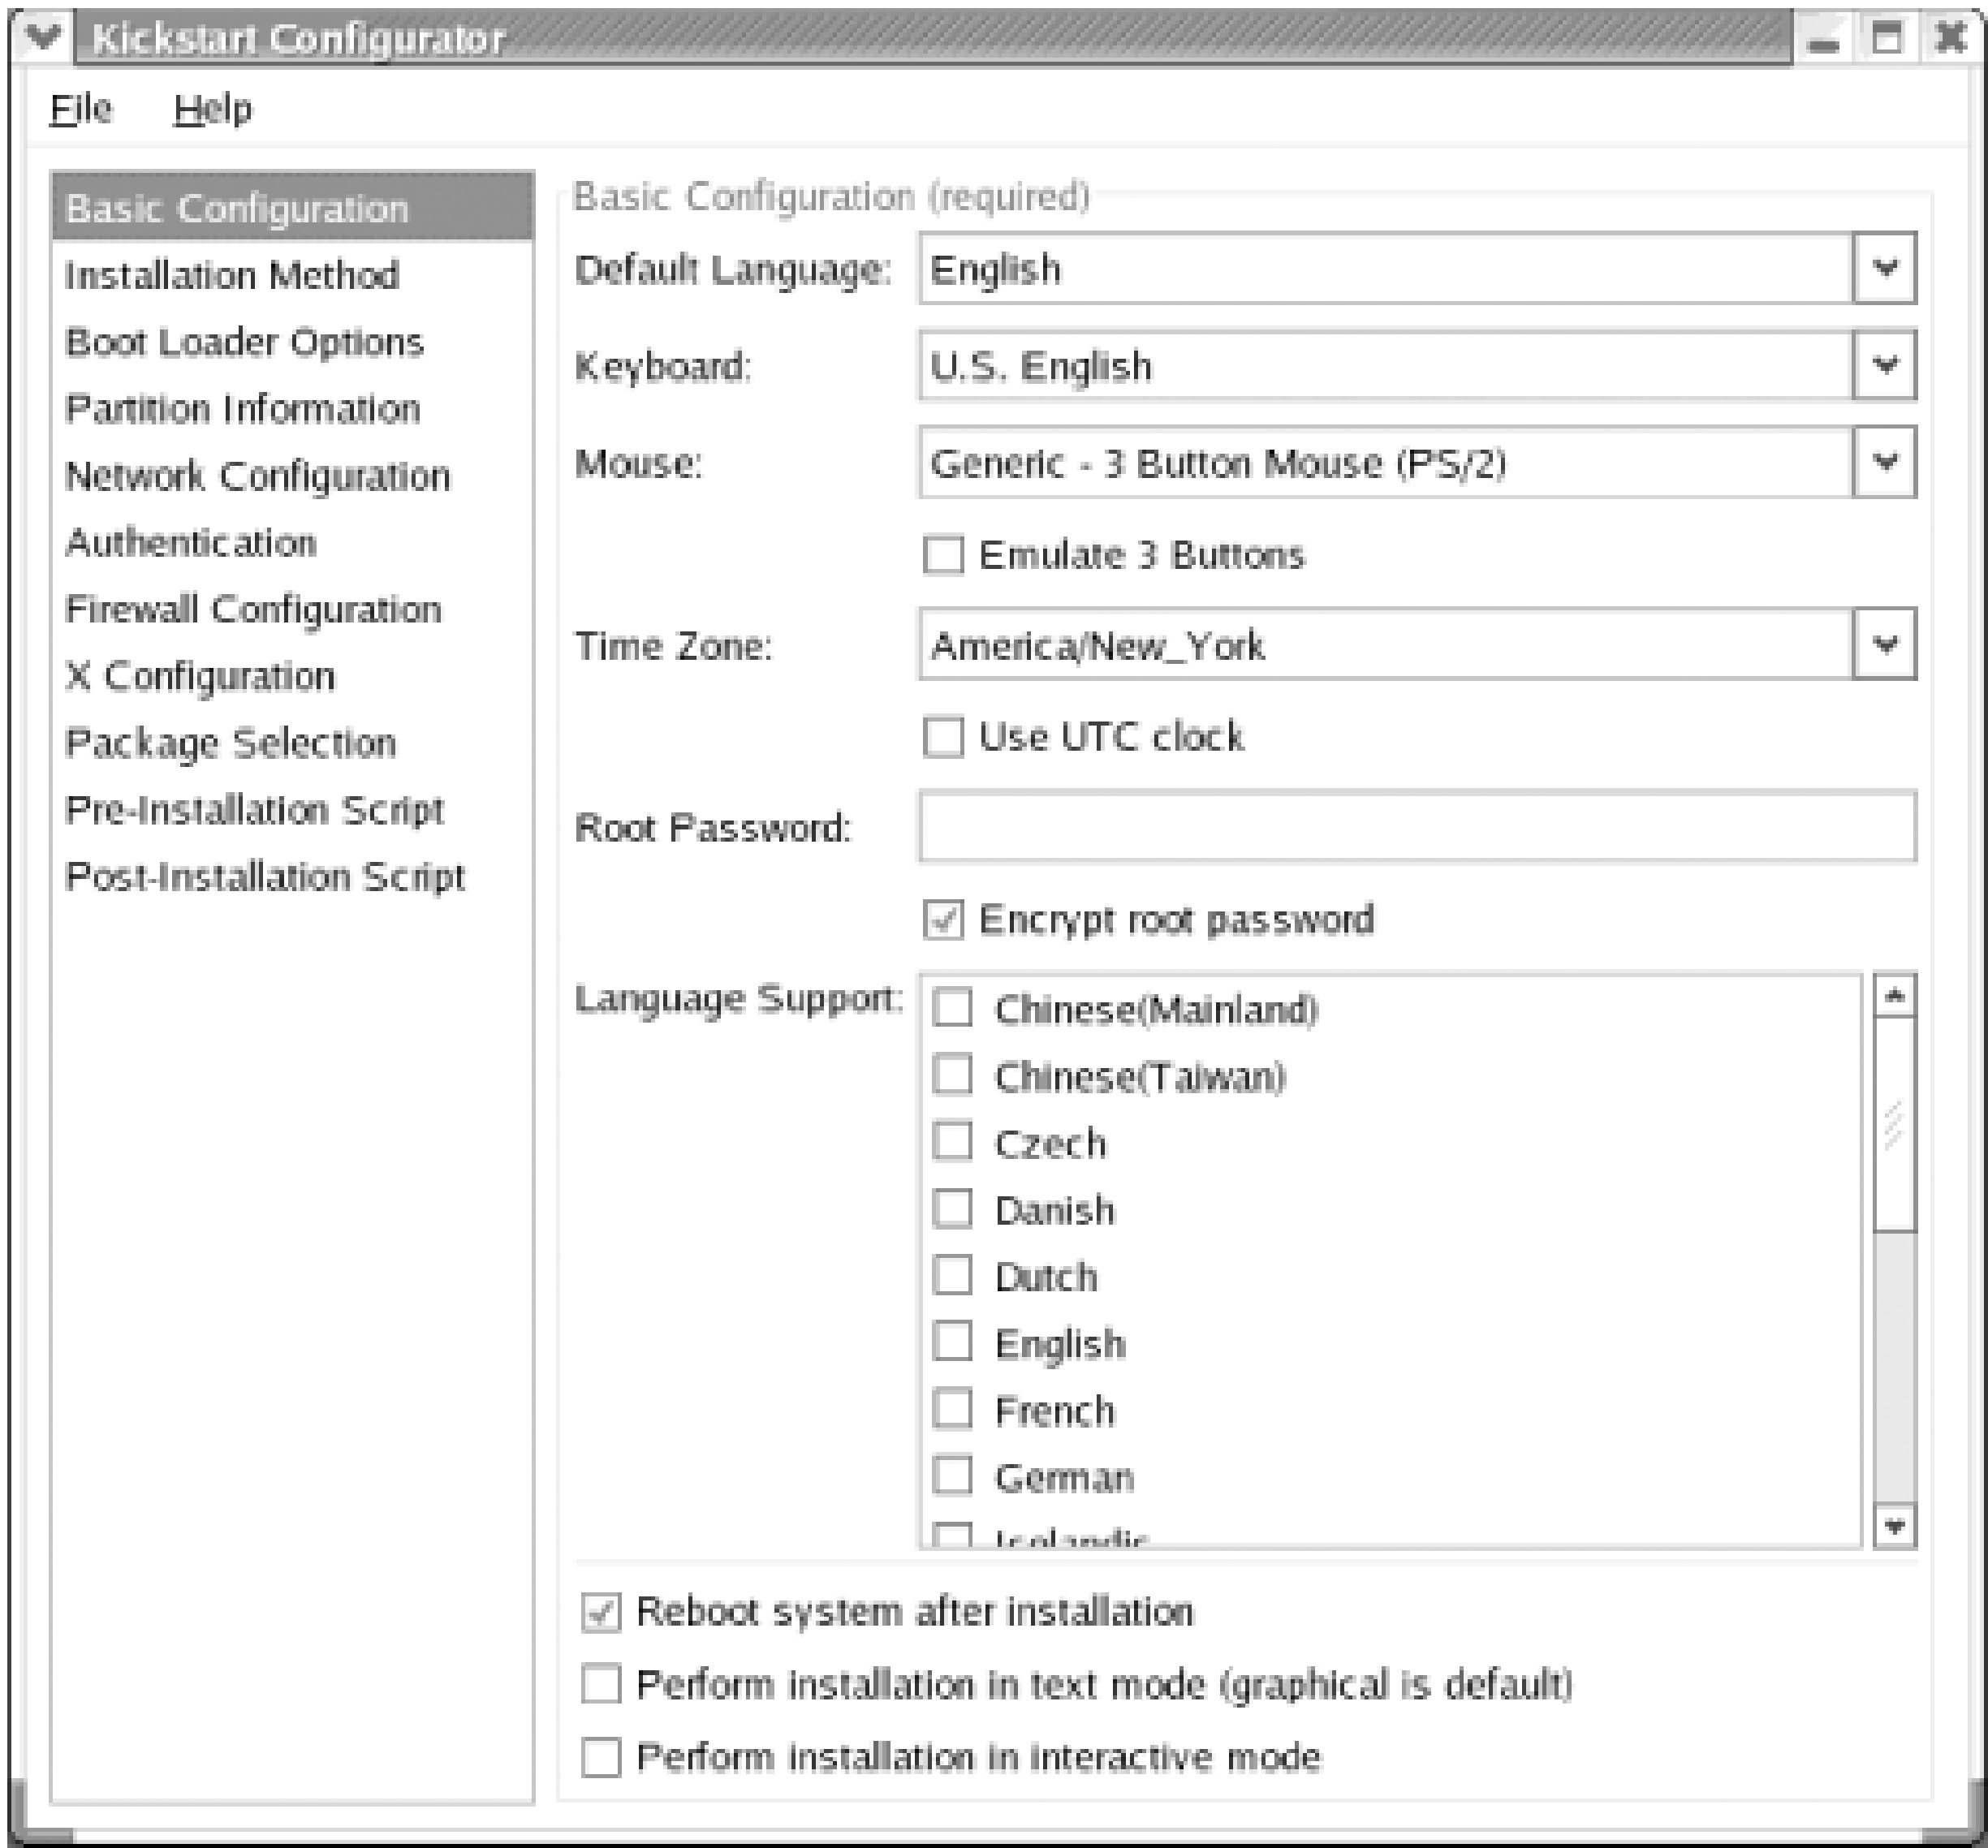 Kickstart Configurator
File Help
Basic Configuration
Installation Method
Boot Loader Options
Partition Information
Network Configuration
Authentication
Firewall Configuration
X Configuration
Package Selection
Pre-Installation Script
Post-Installation Script
Basic Configuration (required)
Default Language: English
Keyboard: U.S. English
Mouse: Generic - 3 Button Mouse (PS/2)
Emulate 3 Buttons
Time Zone: America/New_York
Use UTC clock
Root Password:
Encrypt root password
Language Support: Chinese(Mainland)
Chinese(Taiwan)
Czech
Danish
Dutch
English
French
German
Icelandic
Reboot system after installation
Perform installation in text mode (graphical is default)
Perform installation in interactive mode